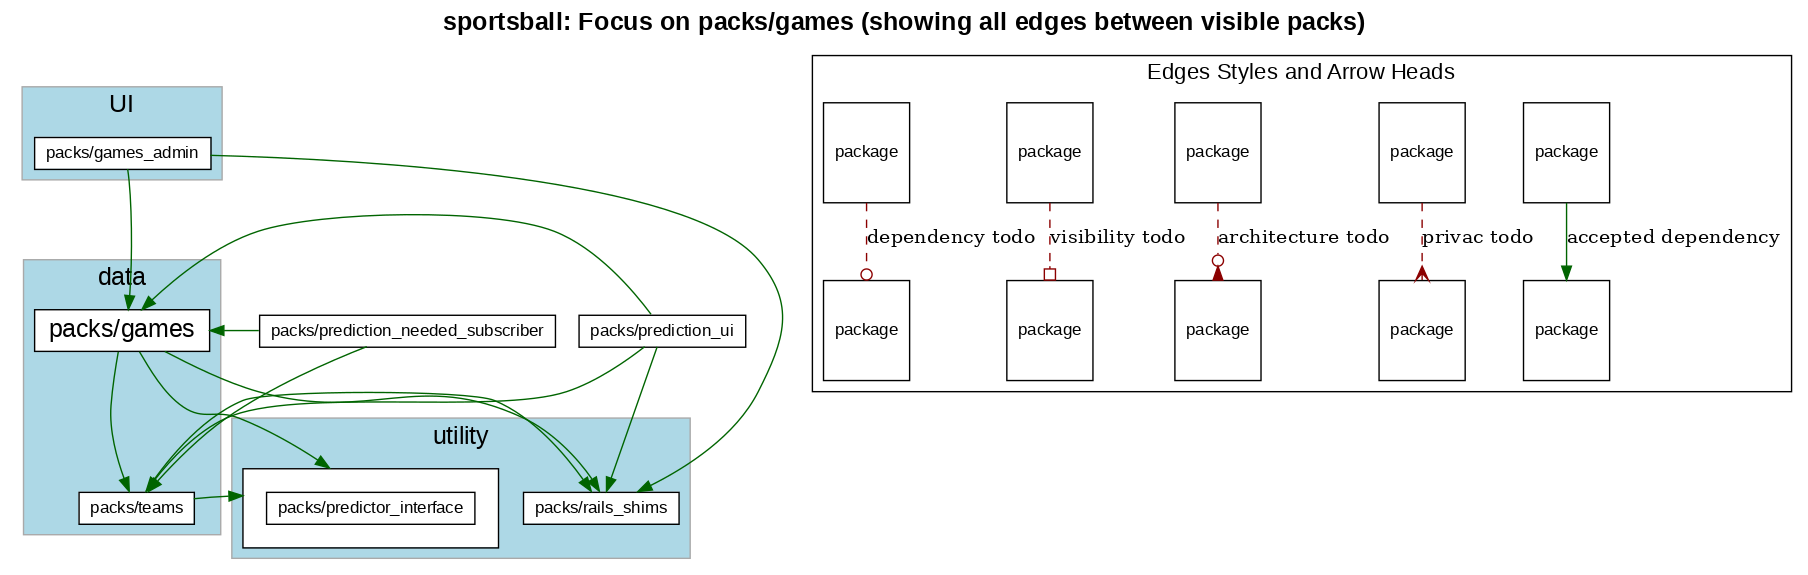 sportsball: Focus on packs/games (showing all edges between visible packs)
UI
packs/games_admin
data
packs/games
packs/prediction_needed_subscriber
packs/prediction_ui
utility
packs/teams
packs/predictor_interface
packs/rails_shims
Edges Styles and Arrow Heads
package
package
package
package
package
dependency todo
visibility todo
architecture todo
privac todo
accepted dependency
package
package
package
package
package